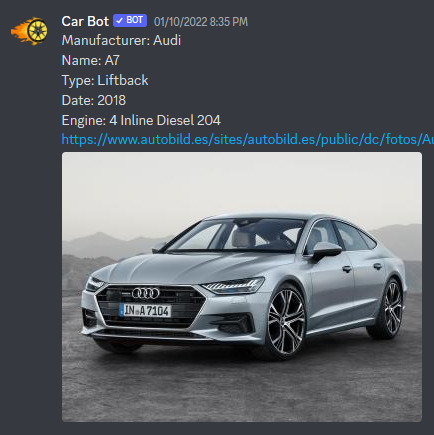 Car Bot ✓ BOT 01/10/2022 8:35 PM
Manufacturer: Audi
Name: A7
Type: Liftback
Date: 2018
Engine: 4 Inline Diesel 204
https://www.autobild.es/sites/autobild.es/public/dc/fotos/Au
IN A 7104